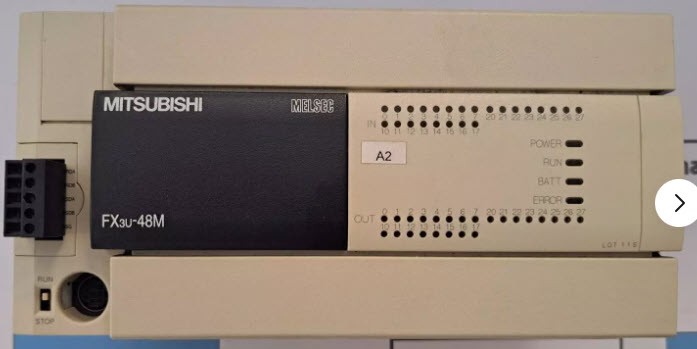 MITSUBISHI
MELSEC
FX3U-48M
IN
0 1 2 3 4 5 6 7 20 21 22 23 24 25 26 27
10 11 12 13 14 15 16 17
A2
POWER
RUN
BATT
ERROR
OUT
0 1 2 3 4 5 6 7 20 21 22 23 24 25 26 27
10 11 12 13 14 15 16 17
LOT 11
RUN
STOP